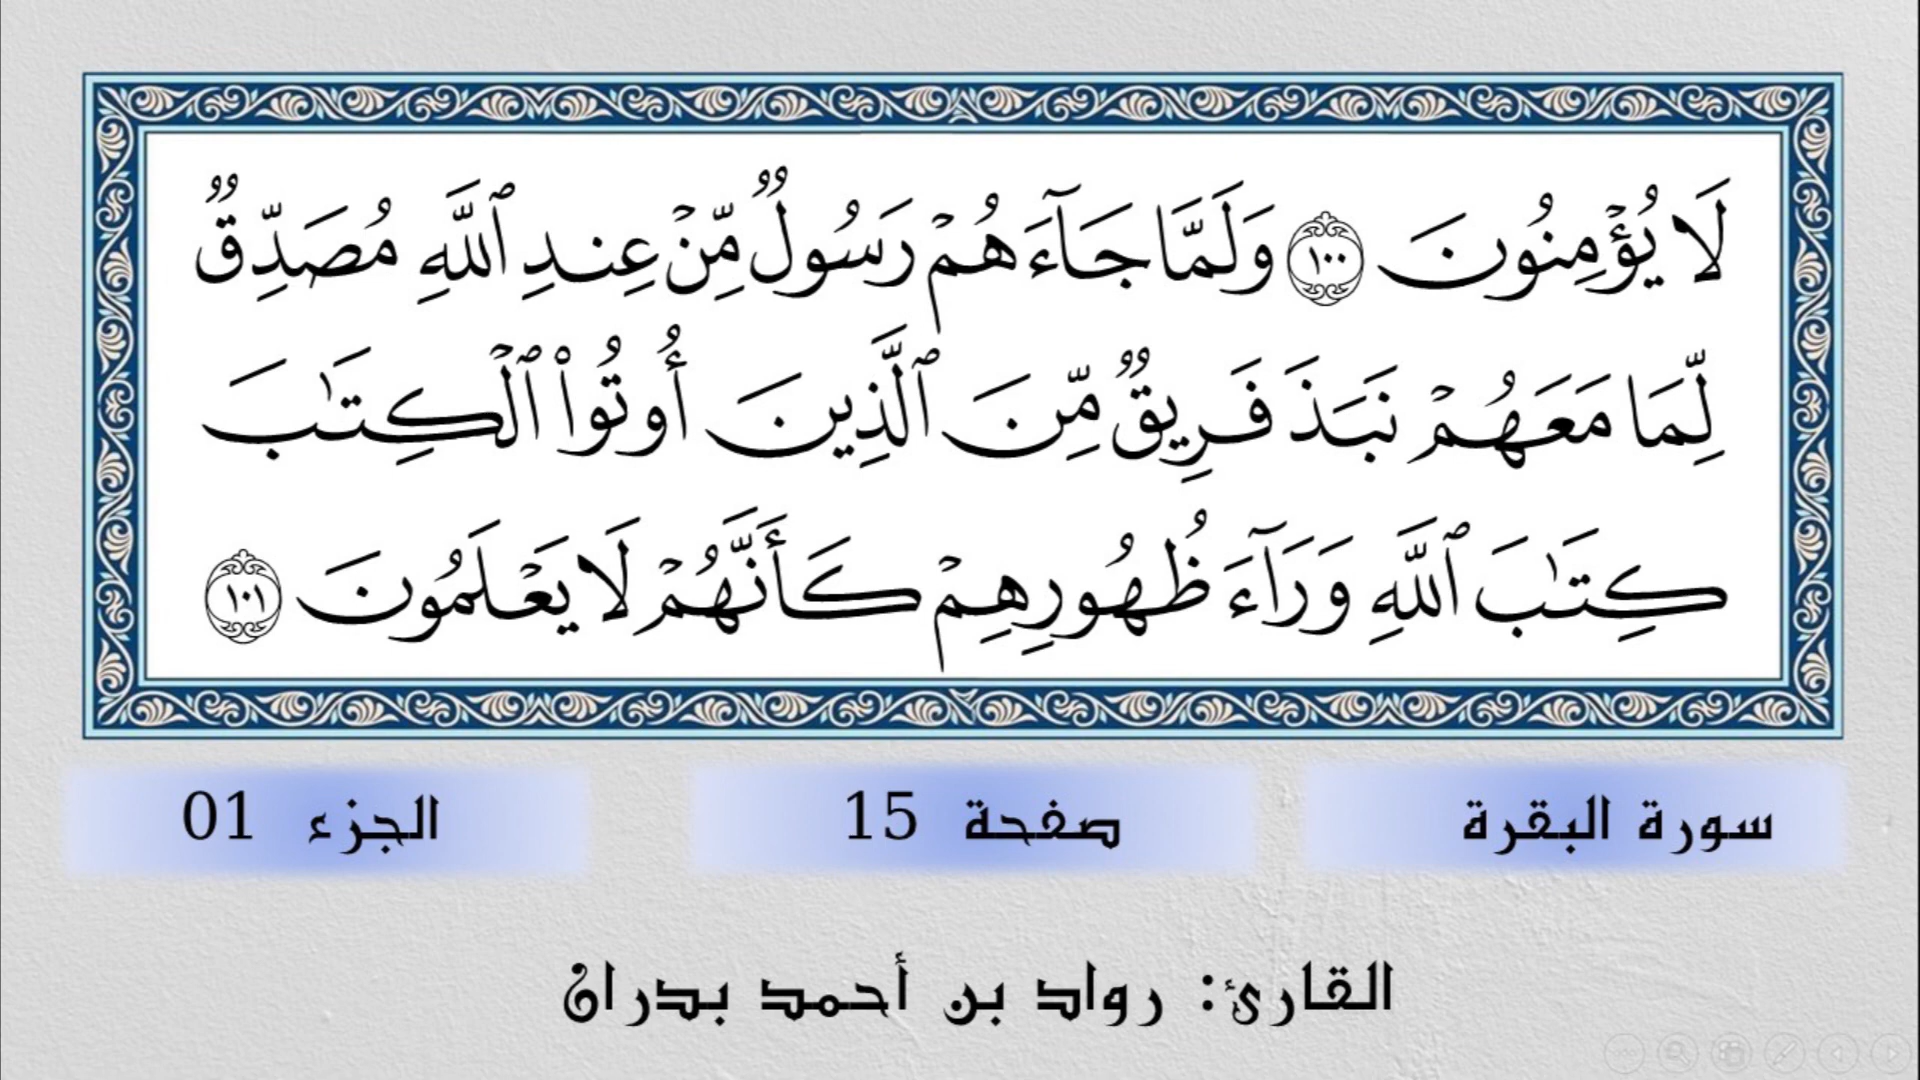 لَا يُؤْمِنُونَ ١٠٠ وَلَمَّا جَآءَهُمْ رَسُولٌ مِّنْ عِندِ ٱللَّهِ مُصَدِّقٌ
لِّمَا مَعَهُمْ نَبَذَ فَرِيقٌ مِّنَ ٱلَّذِينَ أُوتُوا۟ ٱلْكِتَٰبَ
كِتَٰبَ ٱللَّهِ وَرَآءَ ظُهُورِهِمْ كَأَنَّهُمْ لَا يَعْلَمُونَ ١٠١
سورة البقرة
صفحة 15
الجزء 01
القارئ: رواد بن أحمد بدران